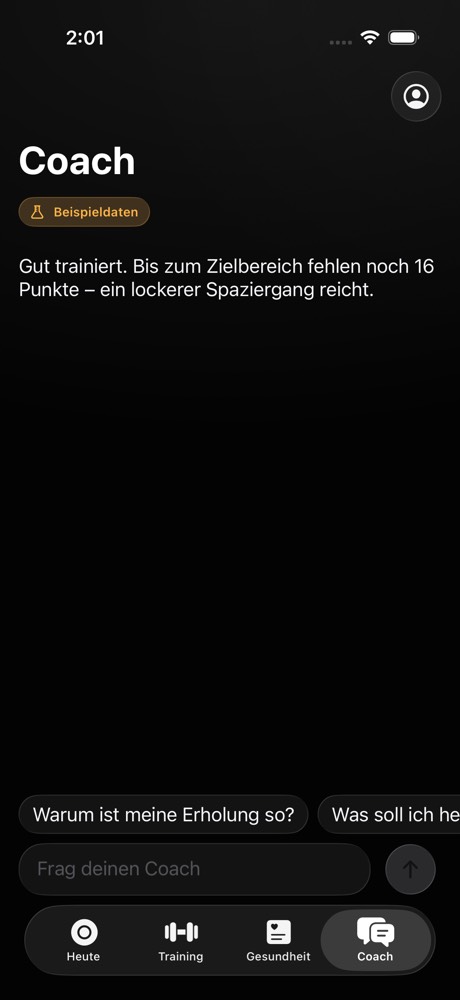 2:01
Coach
Beispieldaten
Gut trainiert. Bis zum Zielbereich fehlen noch 16
Punkte – ein lockerer Spaziergang reicht.
Warum ist meine Erholung so?
Was soll ich he
Frag deinen Coach
Heute
Training
Gesundheit
Coach